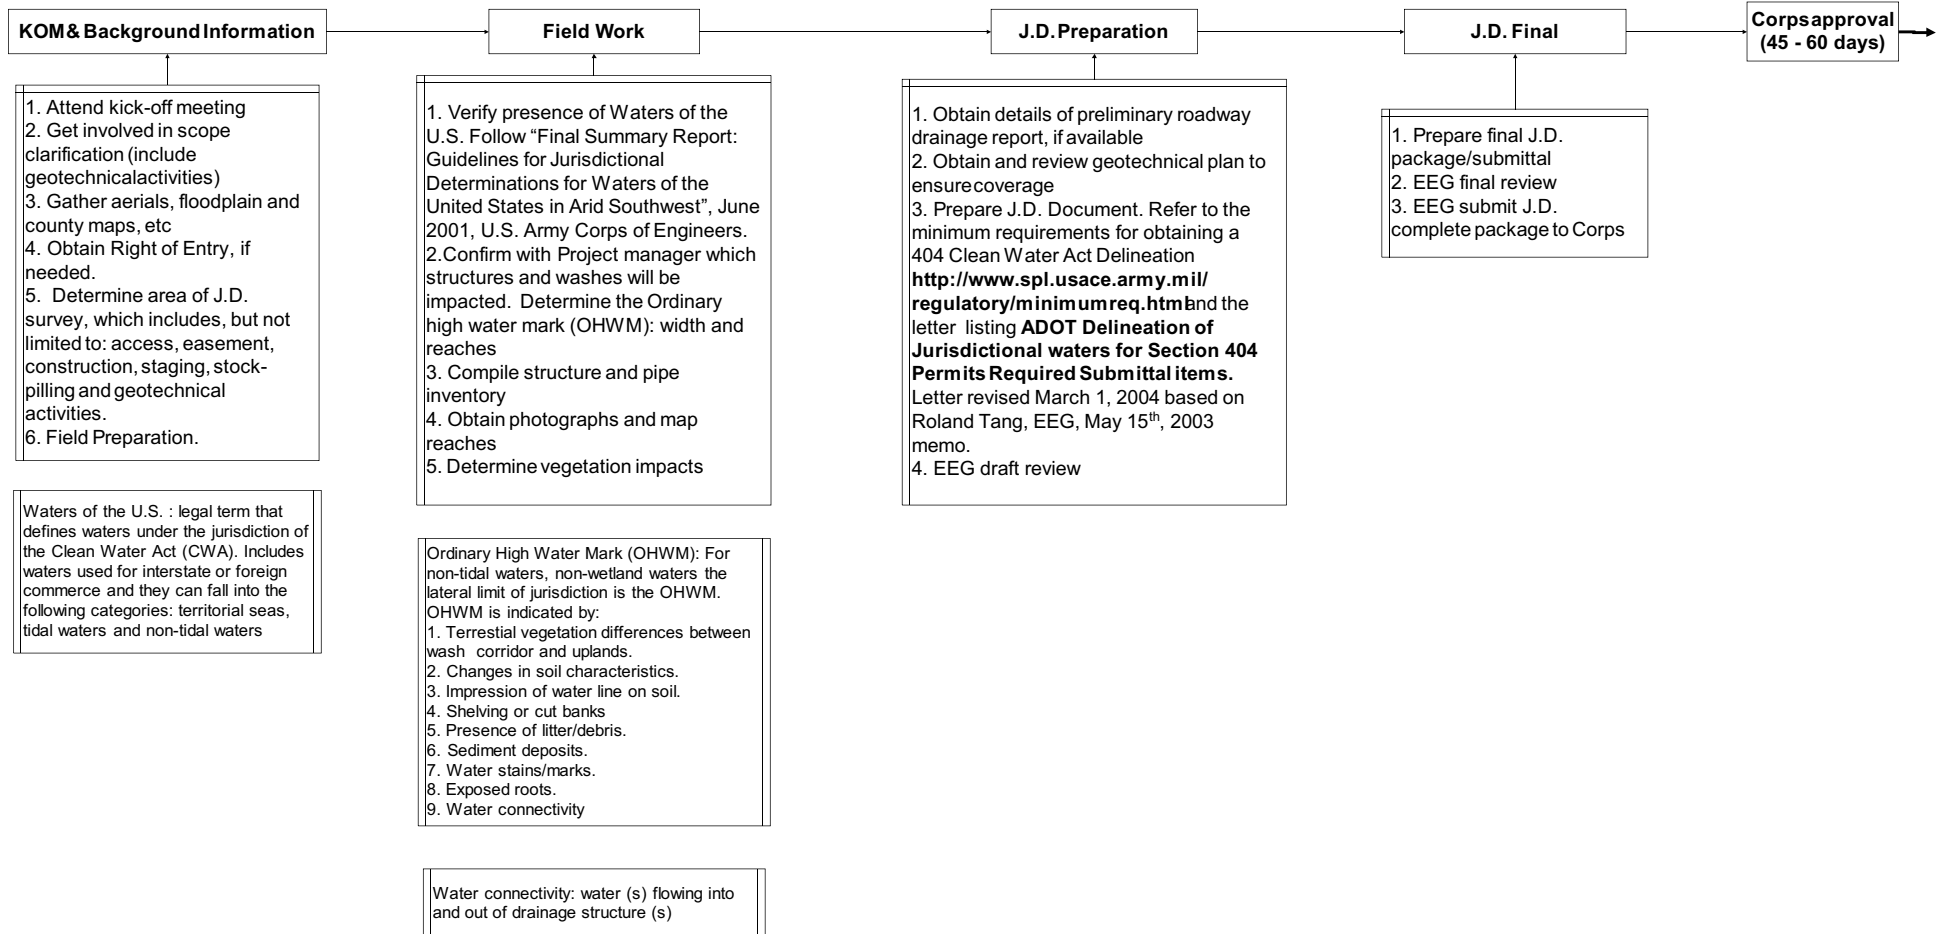 KOM & Background Information
Field Work
J.D. Preparation
J.D. Final
Corps approval
(45 - 60 days)
1. Attend kick-off meeting
2. Get involved in scope
clarification (include
geotechnical activities)
3. Gather aerials, floodplain and
county maps, etc
4. Obtain Right of Entry, if
needed.
5. Determine area of J.D.
survey, which includes, but not
limited to: access, easement,
construction, staging, stock-
pilling and geotechnical
activities.
6. Field Preparation.
Waters of the U.S. : legal term that
defines waters under the jurisdiction of
the Clean Water Act (CWA). Includes
waters used for interstate or foreign
commerce and they can fall into the
following categories: territorial seas,
tidal waters and non-tidal waters
1. Verify presence of Waters of the
U.S. Follow “Final Summary Report:
Guidelines for Jurisdictional
Determinations for Waters of the
United States in Arid Southwest”, June
2001, U.S. Army Corps of Engineers.
2.Confirm with Project manager which
structures and washes will be
impacted. Determine the Ordinary
high water mark (OHWM): width and
reaches
3. Compile structure and pipe
inventory
4. Obtain photographs and map
reaches
5. Determine vegetation impacts
Ordinary High Water Mark (OHWM): For
non-tidal waters, non-wetland waters the
lateral limit of jurisdiction is the OHWM.
OHWM is indicated by:
1. Terrestial vegetation differences between
wash corridor and uplands.
2. Changes in soil characteristics.
3. Impression of water line on soil.
4. Shelving or cut banks
5. Presence of litter/debris.
6. Sediment deposits.
7. Water stains/marks.
8. Exposed roots.
9. Water connectivity
Water connectivity: water (s) flowing into
and out of drainage structure (s)
1. Obtain details of preliminary roadway
drainage report, if available
2. Obtain and review geotechnical plan to
ensure coverage
3. Prepare J.D. Document. Refer to the
minimum requirements for obtaining a
404 Clean Water Act Delineation
http://www.spl.usace.army.mil/
regulatory/minimumreq.html and the
letter listing ADOT Delineation of
Jurisdictional waters for Section 404
Permits Required Submittal items.
Letter revised March 1, 2004 based on
Roland Tang, EEG, May 15th, 2003
memo.
4. EEG draft review
1. Prepare final J.D.
package/submittal
2. EEG final review
3. EEG submit J.D.
complete package to Corps